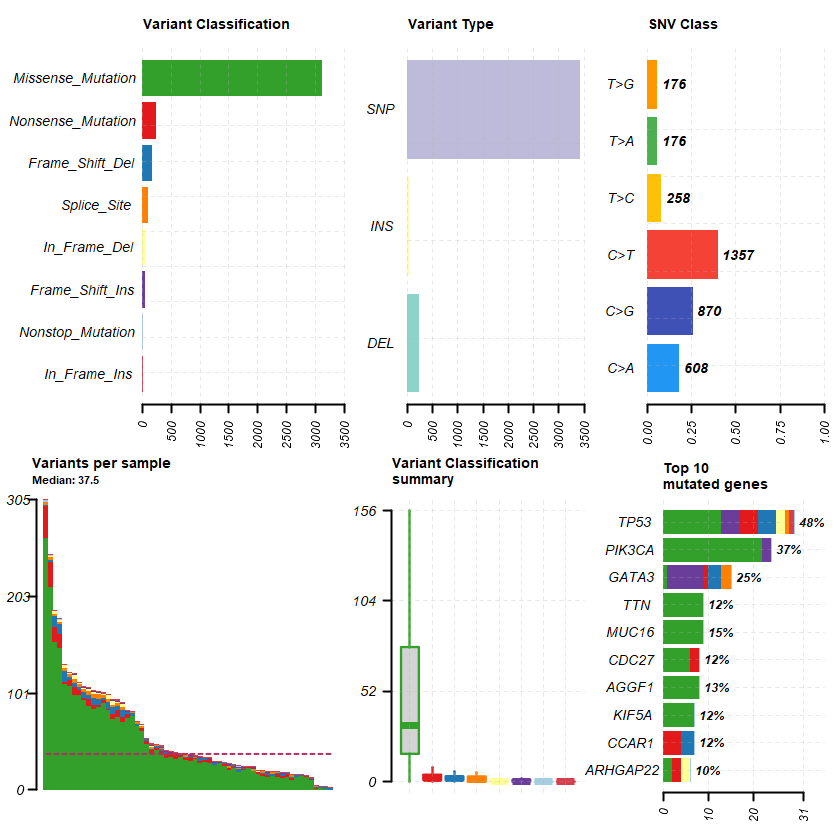 Variant Classification
Missense_Mutation
Nonsense_Mutation
Frame_Shift_Del
Splice_Site
In_Frame_Del
Frame_Shift_Ins
Nonstop_Mutation
In_Frame_Ins
0
500
1000
1500
2000
2500
3000
3500
Variant Type
SNP
INS
DEL
0
500
1000
1500
2000
2500
3000
3500
SNV Class
T>G 176
T>A 176
T>C 258
C>T 1357
C>G 870
C>A 608
0.00
0.25
0.50
0.75
1.00
Variants per sample
Median: 37.5
305
203
101
0
Variant Classification
summary
156
104
52
0
Top 10
mutated genes
TP53 48%
PIK3CA 37%
GATA3 25%
TTN 12%
MUC16 15%
CDC27 12%
AGGF1 13%
KIF5A 12%
CCAR1 12%
ARHGAP22 10%
0
10
20
31